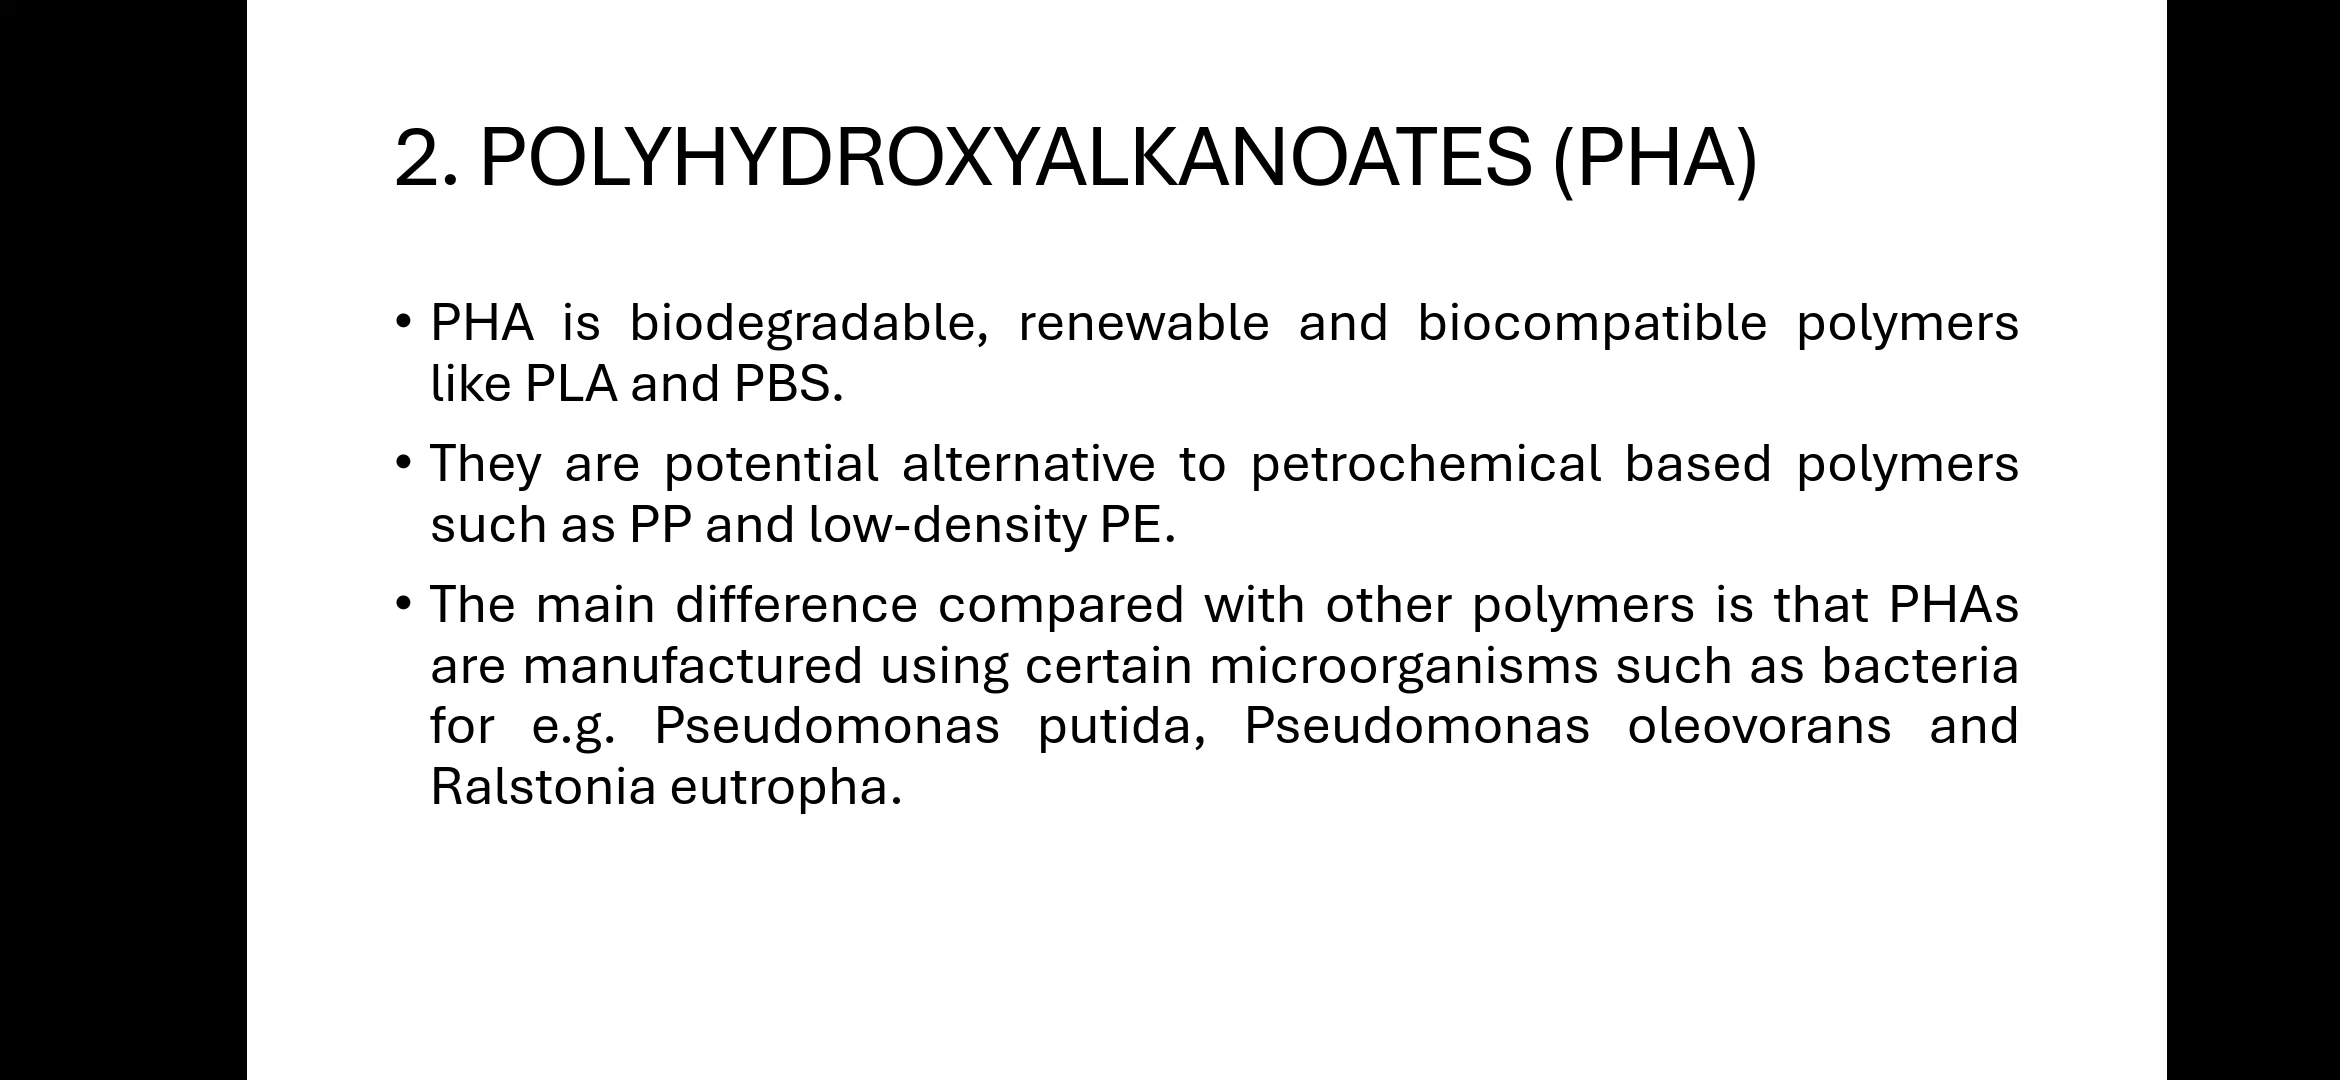 2. POLYHYDROXYALKANOATES (PHA)
• PHA is biodegradable, renewable and biocompatible polymers
like PLA and PBS.
• They are potential alternative to petrochemical based polymers
such as PP and low-density PE.
• The main difference compared with other polymers is that PHAs
are manufactured using certain microorganisms such as bacteria
for e.g. Pseudomonas putida, Pseudomonas oleovorans and
Ralstonia eutropha.